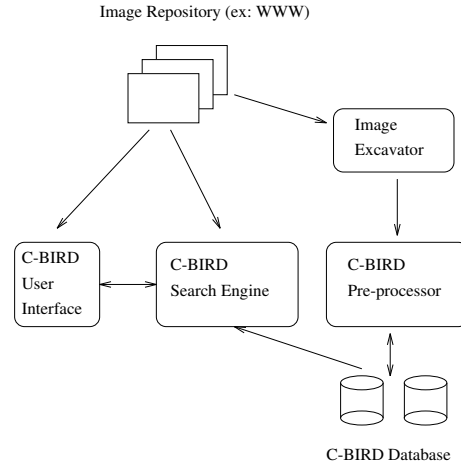 Image Repository (ex: WWW)
Image
Excavator
C-BIRD
User
Interface
C-BIRD
Search Engine
C-BIRD
Pre-processor
C-BIRD Database